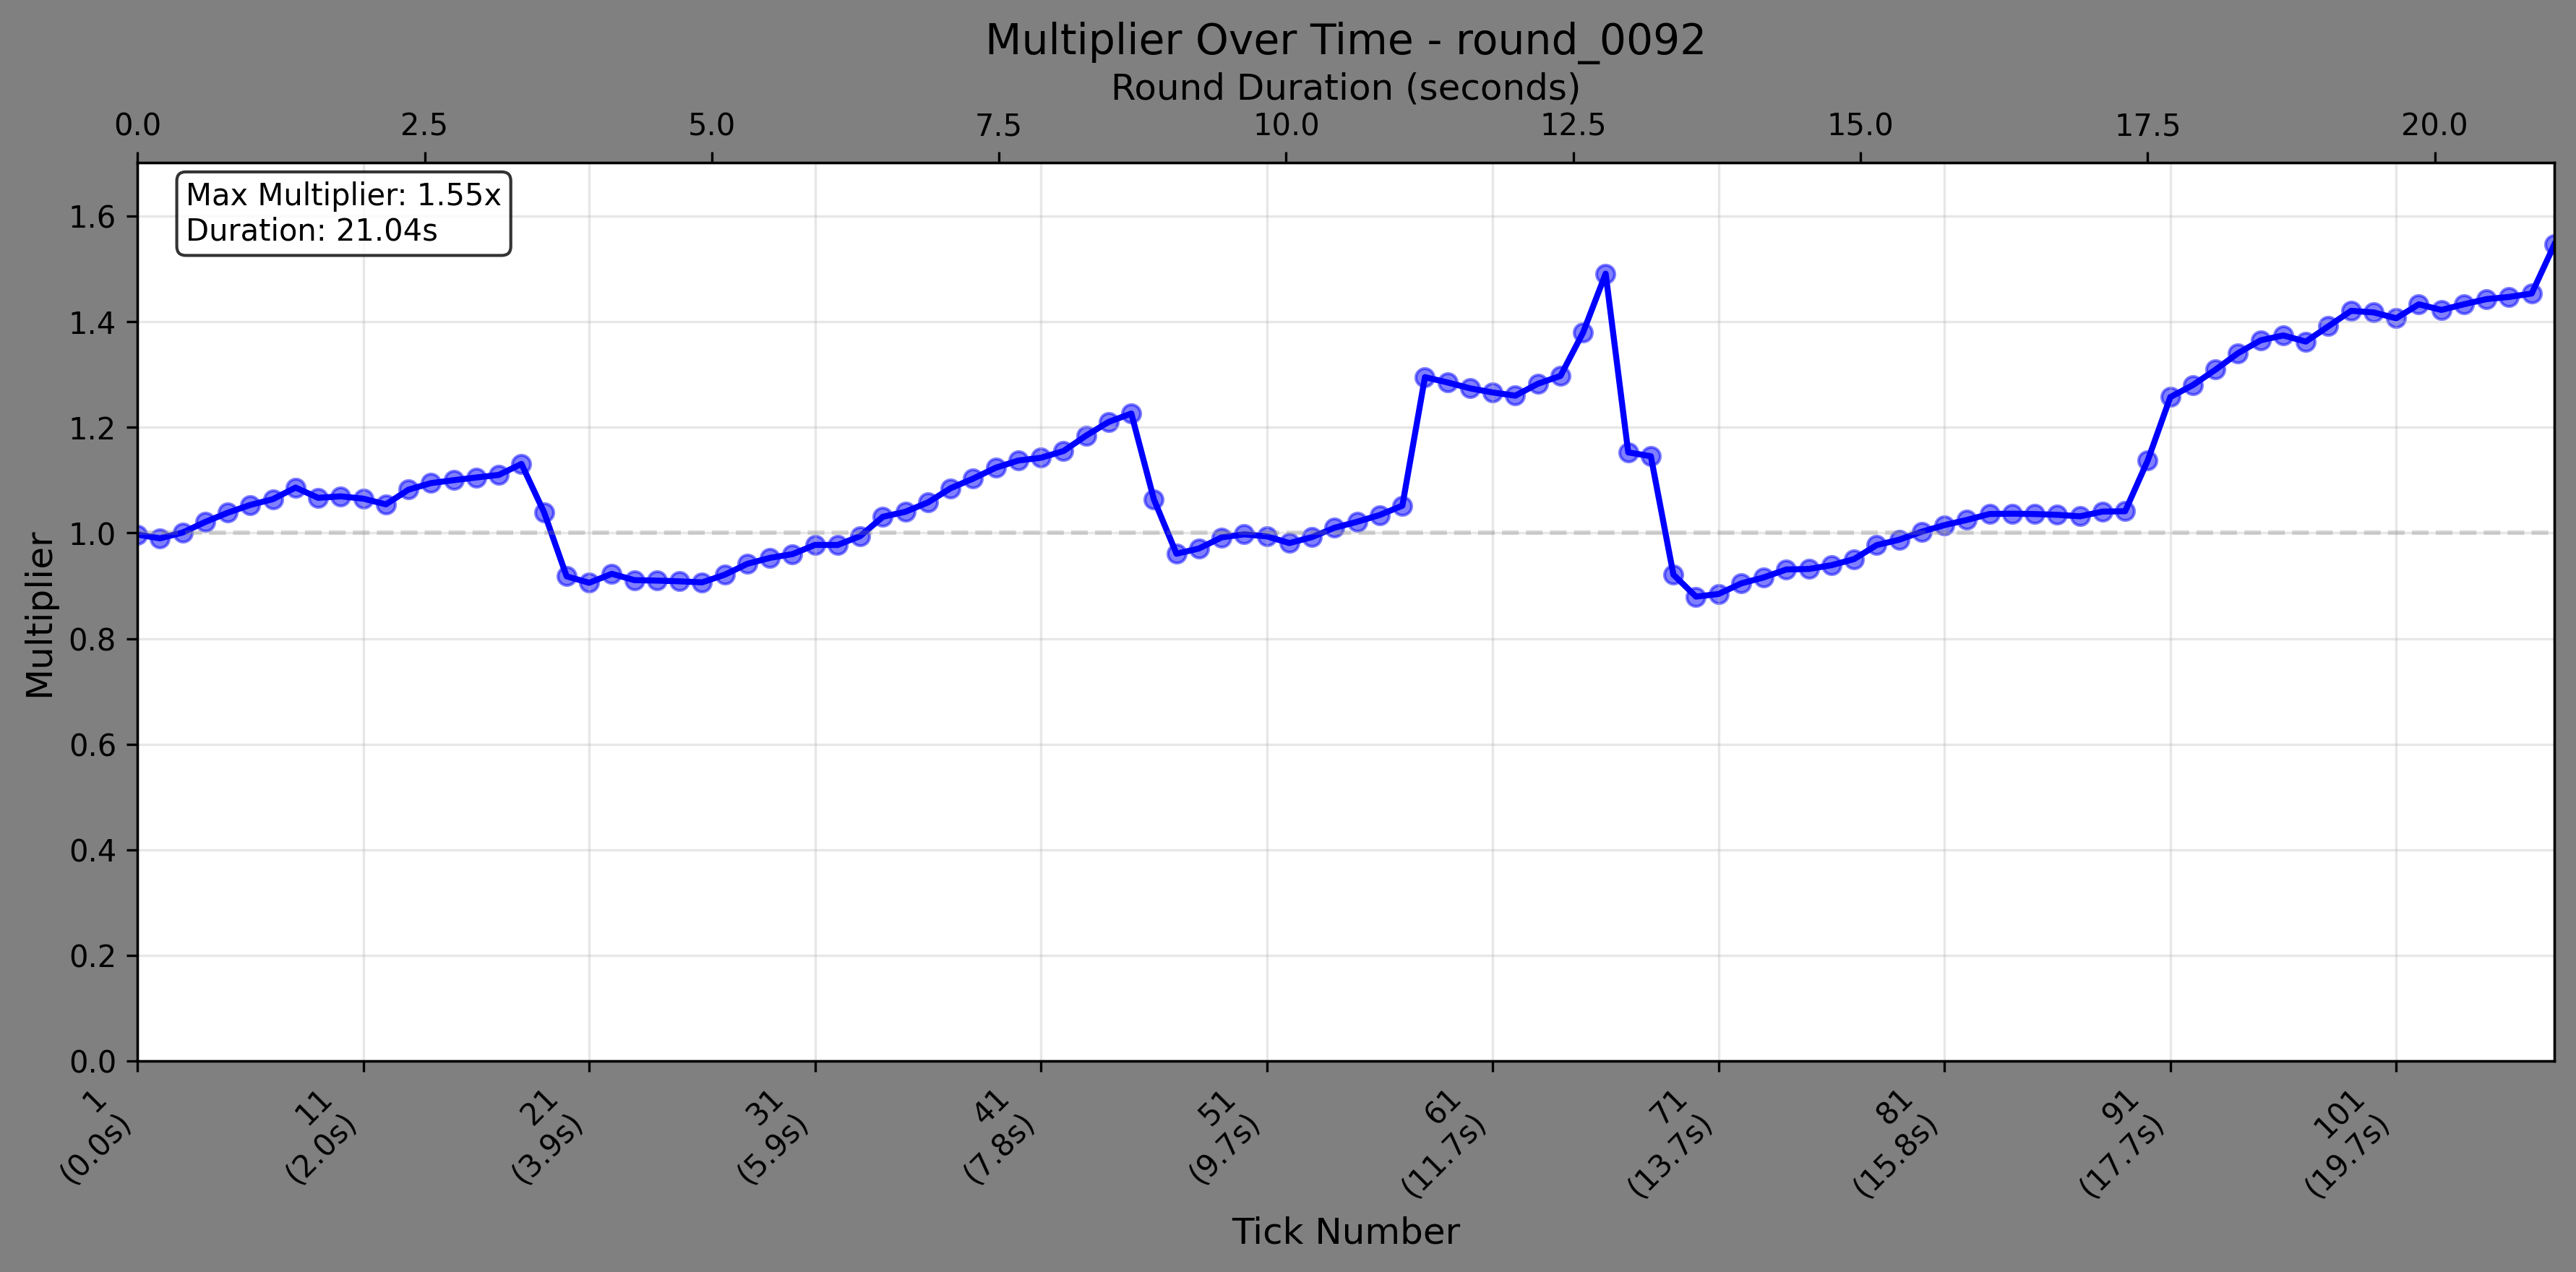 Multiplier Over Time - round_0092
Round Duration (seconds)
0.0 2.5 5.0 7.5 10.0 12.5 15.0 17.5 20.0
Max Multiplier: 1.55x
Duration: 21.04s
Multiplier
1.6
1.4
1.2
1.0
0.8
0.6
0.4
0.2
0.0
1
(0.0s)
11
(2.0s)
21
(3.9s)
31
(5.9s)
41
(7.8s)
51
(9.7s)
61
(11.7s)
71
(13.7s)
81
(15.8s)
91
(17.7s)
101
(19.7s)
Tick Number